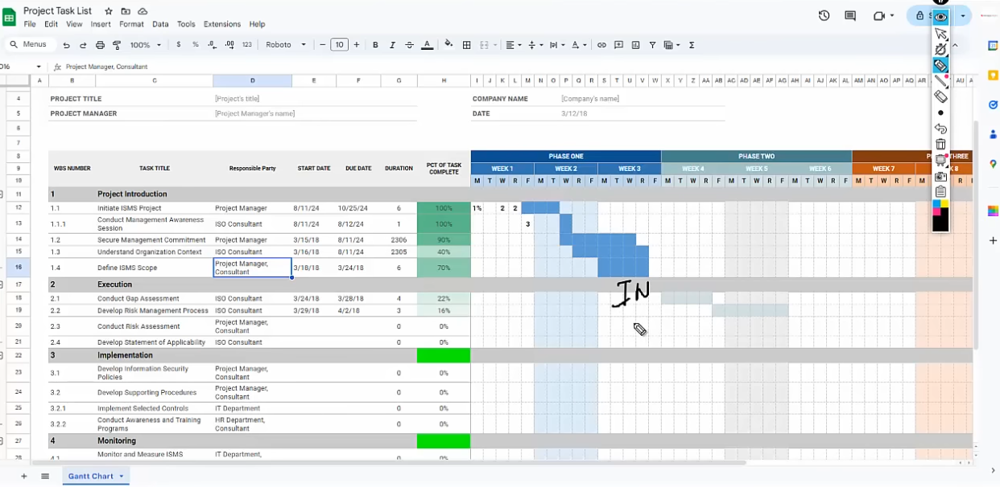 Project Task List
File Edit View Insert Format Data Tools Extensions Help
Menus 100% $ % .0 .00 123 Roboto 10 B I A
D16 fx Project Manager, Consultant
A B C D E F G H I J K L M N O P Q R S T U V W X Y Z AA AB AC AD AE AF AG AH AI AJ AK AL AM AN AO AP AQ AR AU
4 PROJECT TITLE [Project's title] COMPANY NAME [Company's name]
5 PROJECT MANAGER [Project Manager's name] DATE 3/12/18
6
7
8 PHASE ONE PHASE TWO THREE
9 WBS NUMBER TASK TITLE Responsible Party START DATE DUE DATE DURATION PCT OF TASK COMPLETE WEEK 1 WEEK 2 WEEK 3 WEEK 4 WEEK 5 WEEK 6 WEEK 7 8
10 M T W R F M T W R F M T W R F M T W R F M T W R F M T W R F M T W R F M R F
11 1 Project Introduction
12 1.1 Initiate ISMS Project Project Manager 8/11/24 10/25/24 6 100% 1% 2 2
13 1.1.1 Conduct Management Awareness Session ISO Consultant 8/11/24 8/12/24 1 100% 3
14 1.2 Secure Management Commitment Project Manager 3/15/18 8/11/24 2306 90%
15 1.3 Understand Organization Context ISO Consultant 3/16/18 8/11/24 2305 40%
16 1.4 Define ISMS Scope Project Manager, Consultant 3/18/18 3/24/18 6 70%
17 2 Execution
IN
18 2.1 Conduct Gap Assessment ISO Consultant 3/24/18 3/28/18 4 22%
19 2.2 Develop Risk Management Process ISO Consultant 3/29/18 4/2/18 3 16%
20 2.3 Conduct Risk Assessment Project Manager, Consultant 0 0%
21 2.4 Develop Statement of Applicability ISO Consultant 0 0%
22 3 Implementation
23 3.1 Develop Information Security Policies Project Manager, Consultant 0 0%
24 3.2 Develop Supporting Procedures Project Manager, Consultant 0 0%
25 3.2.1 Implement Selected Controls IT Department 0 0%
26 3.2.2 Conduct Awareness and Training Programs HR Department, Consultant 0 0%
27 4 Monitoring
28 4.1 Monitor and Measure ISMS IT Department, 0 0%
Gantt Chart